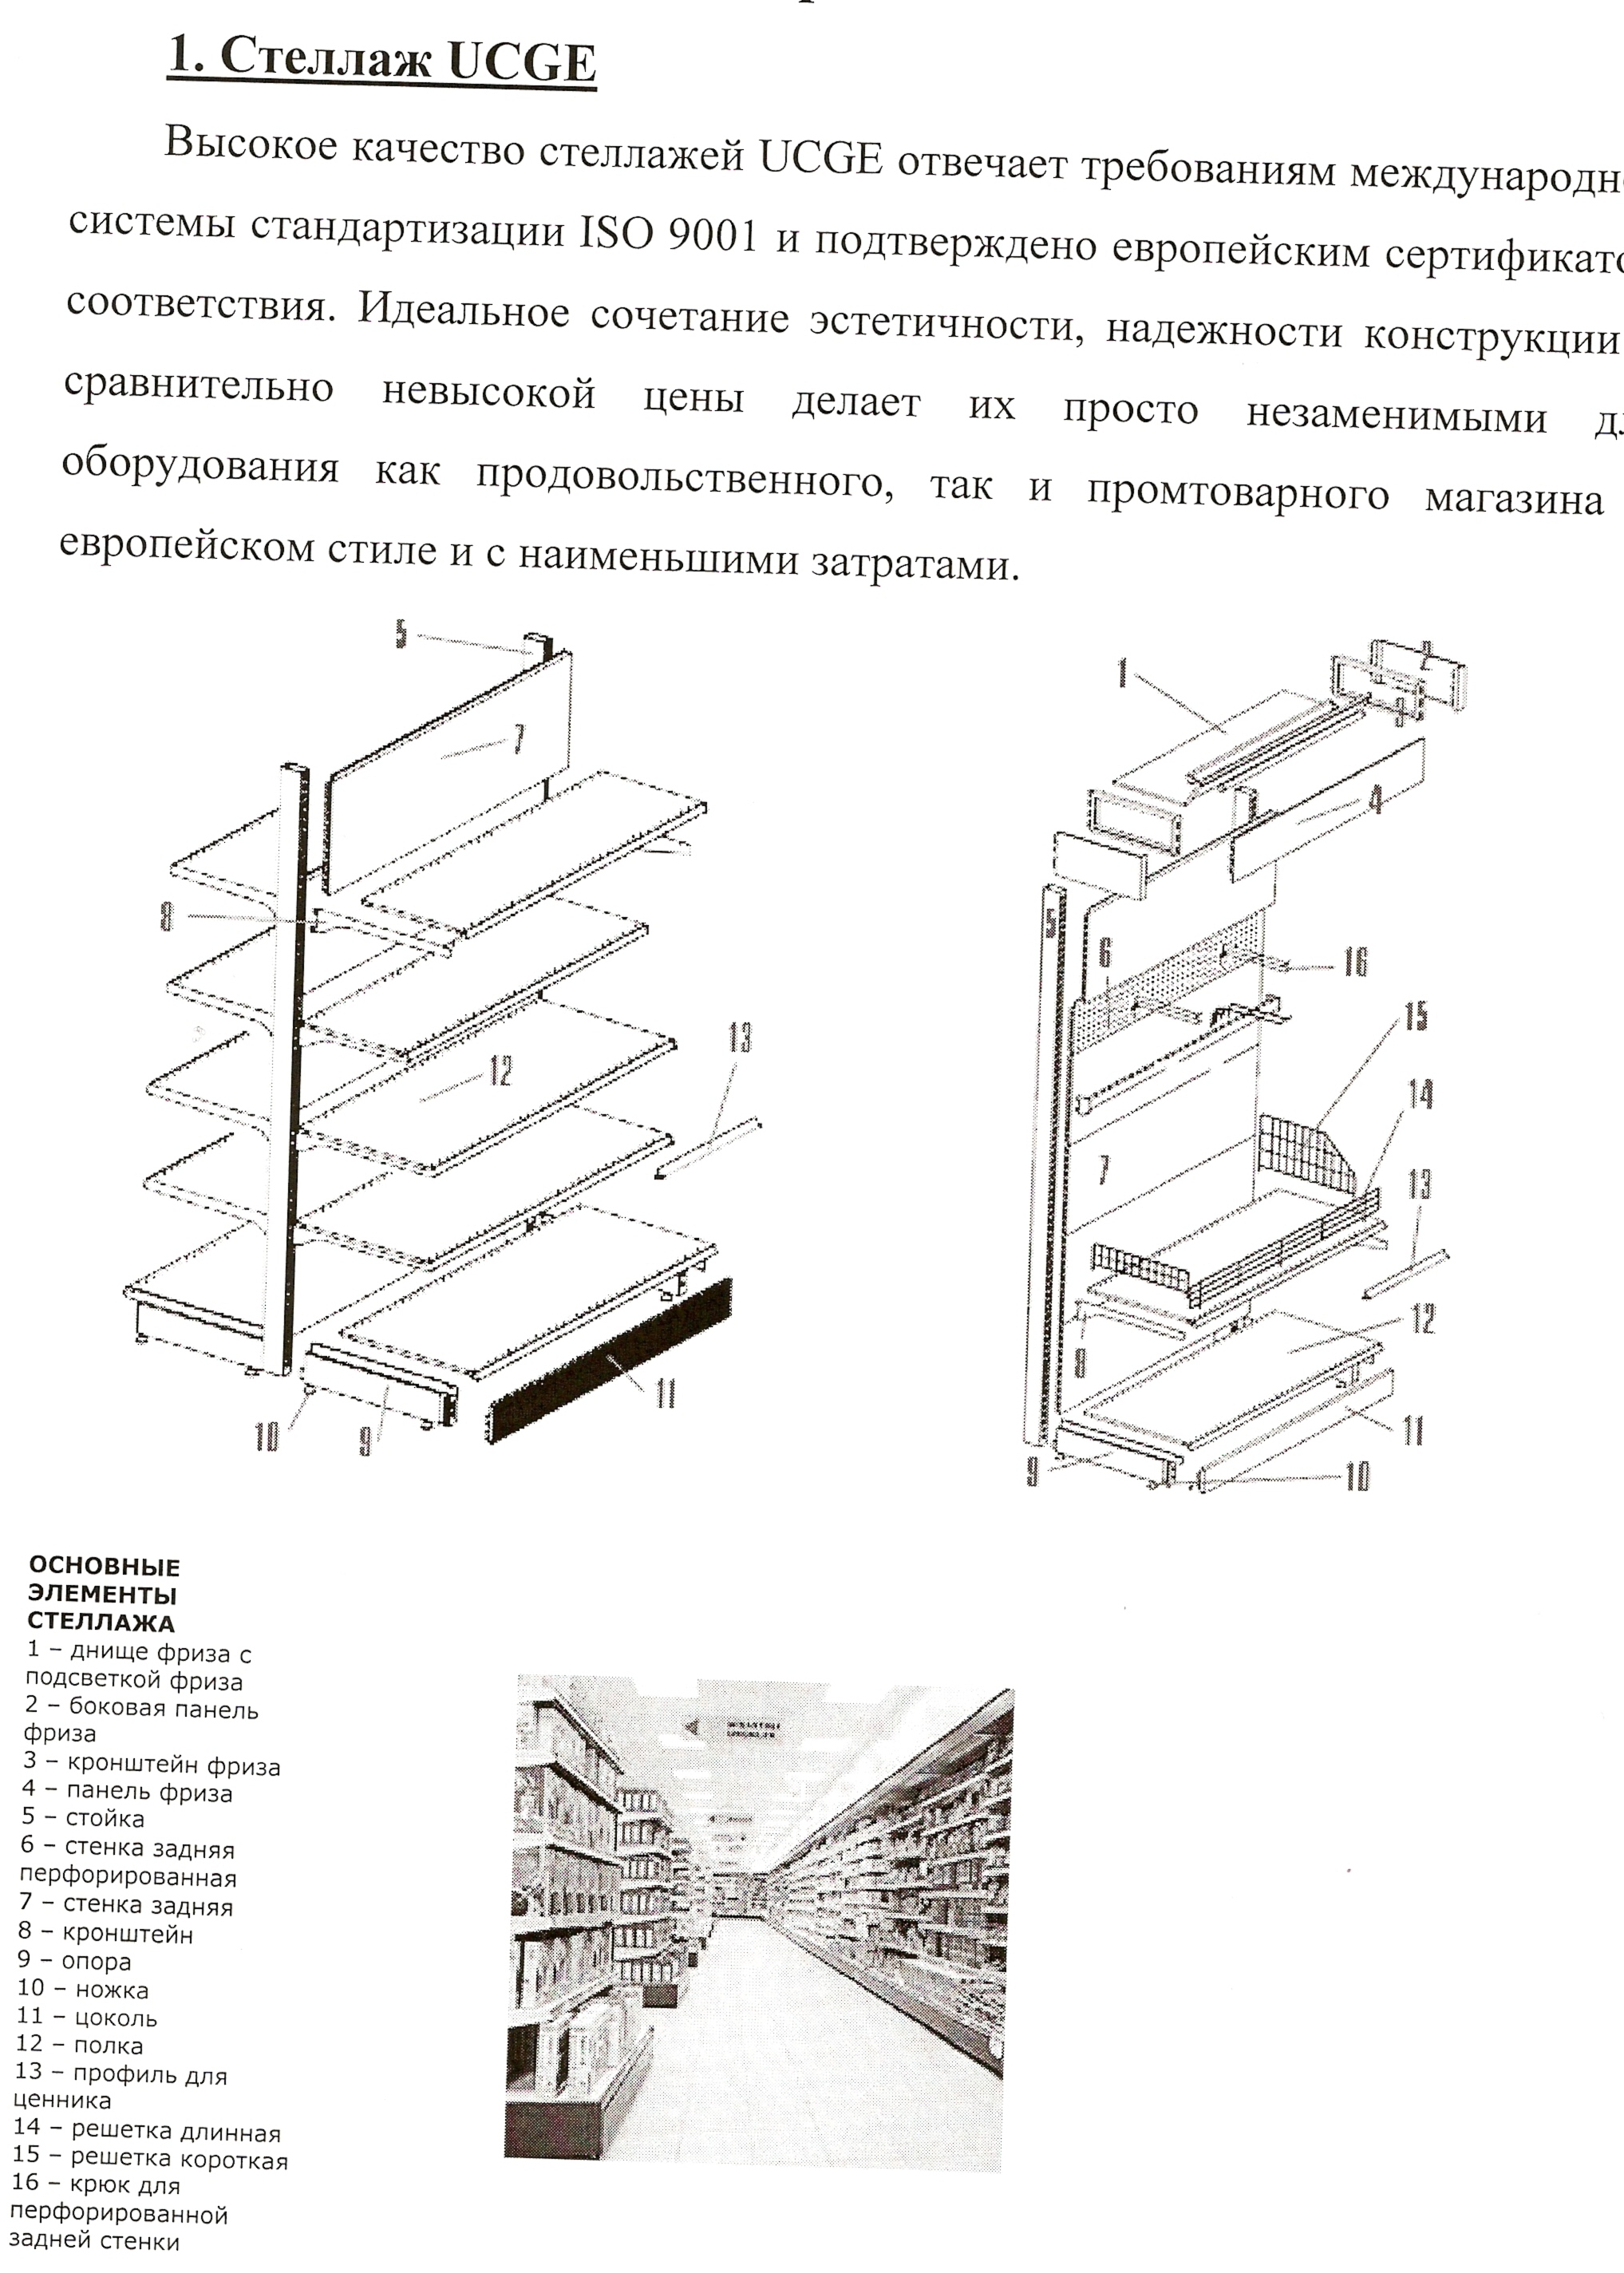 1. Стеллаж UCGE
Высокое качество стеллажей UCGE отвечает требованиям международн
системы стандартизации ISO 9001 и подтверждено европейским сертификато
соответствия. Идеальное сочетание эстетичности, надежности конструкции
сравнительно невысокой цены делает их просто незаменимыми дл
оборудования как продовольственного, так и промтоварного магазина
европейском стиле и с наименьшими затратами.
5
7
8
12
13
11
10
9
1
2
3
4
5
6
16
15
14
7
13
12
8
11
9
10
ОСНОВНЫЕ
ЭЛЕМЕНТЫ
СТЕЛЛАЖА
1 – днище фриза с
подсветкой фриза
2 – боковая панель
фриза
3 – кронштейн фриза
4 – панель фриза
5 – стойка
6 – стенка задняя
перфорированная
7 – стенка задняя
8 – кронштейн
9 – опора
10 – ножка
11 – цоколь
12 – полка
13 – профиль для
ценника
14 – решетка длинная
15 – решетка короткая
16 – крюк для
перфорированной
задней стенки